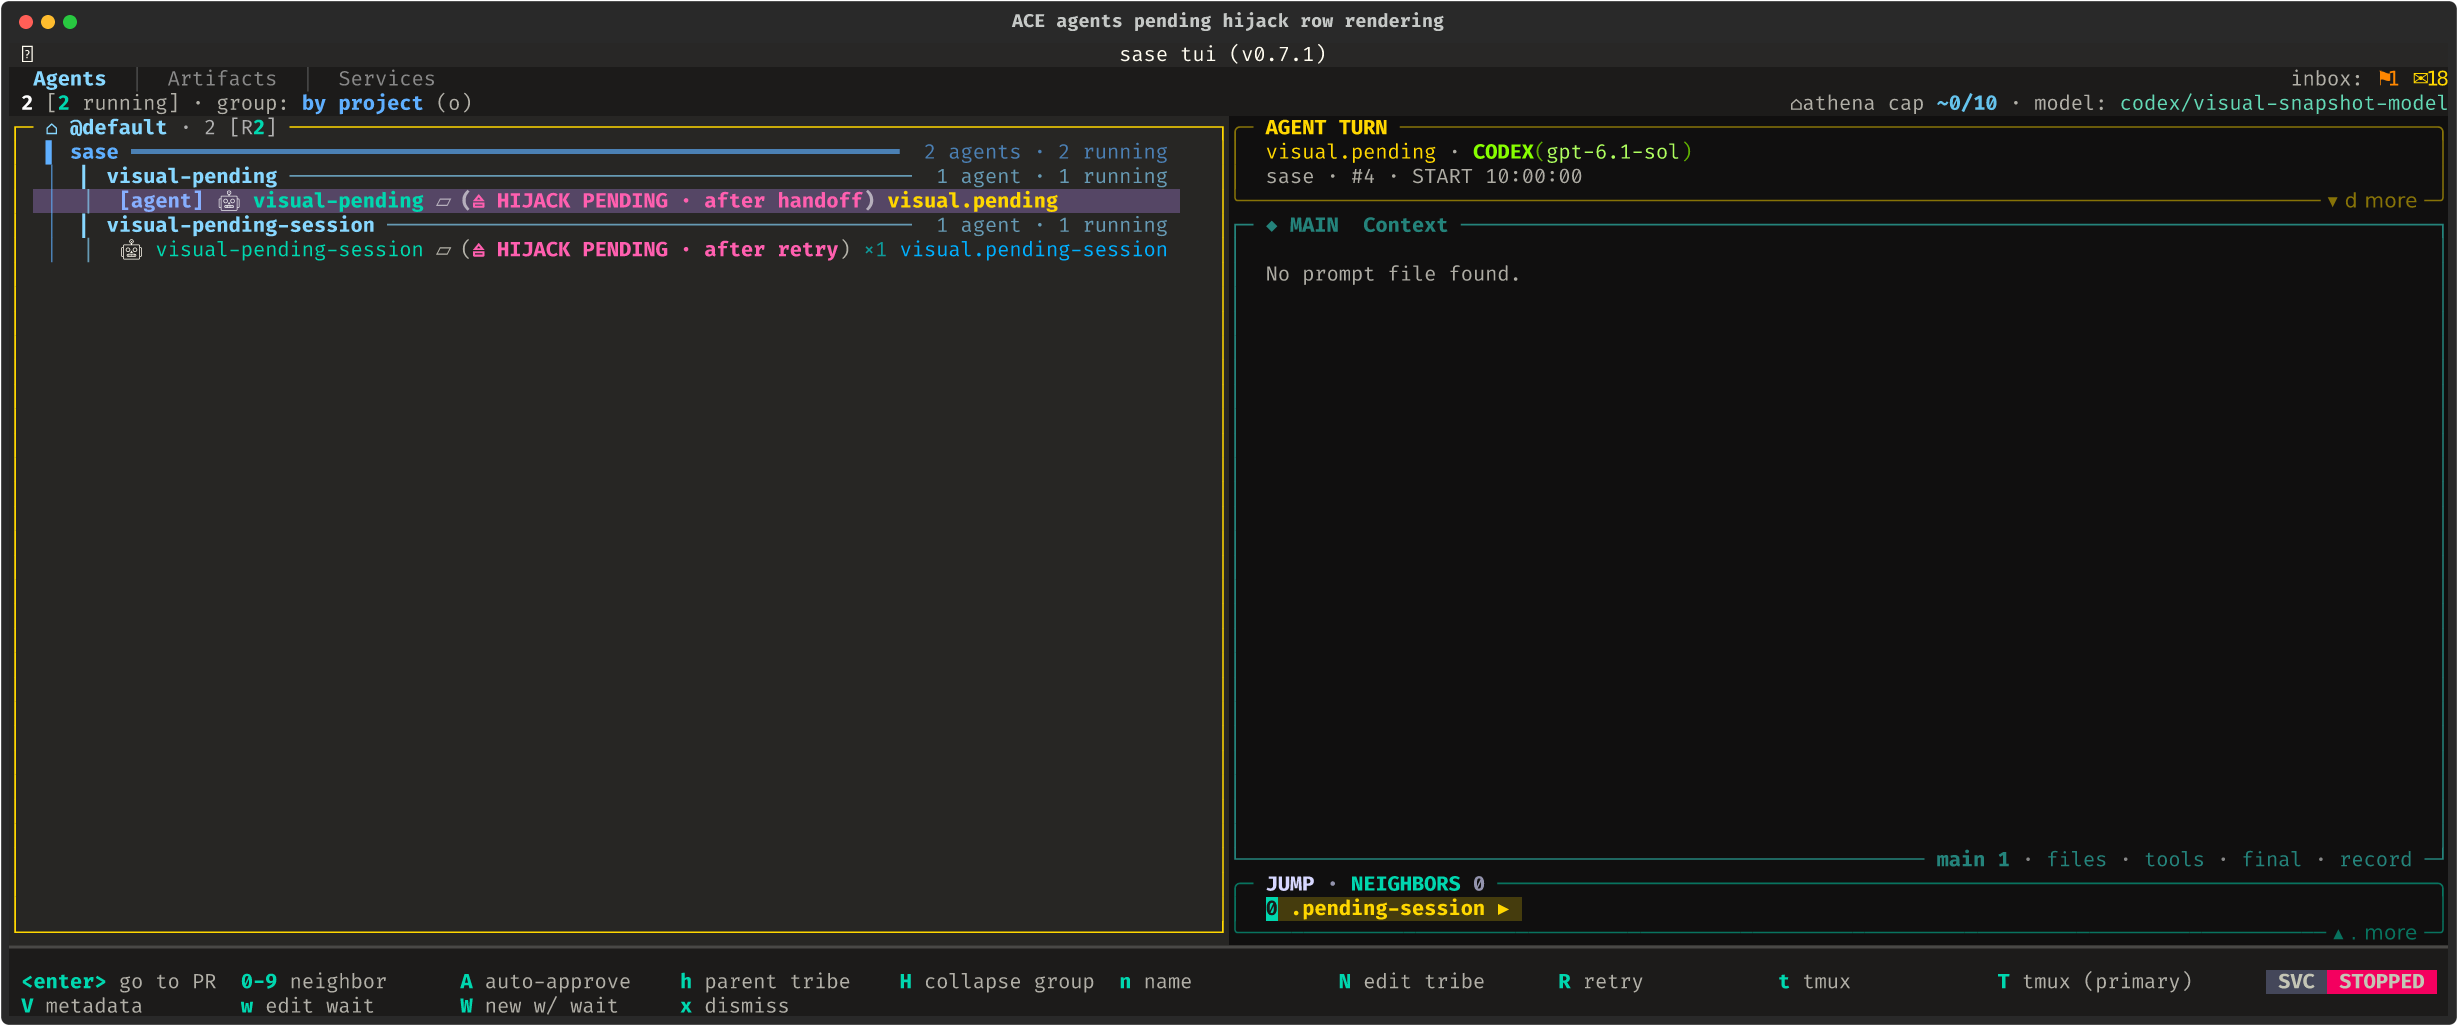 ACE agents pending hijack row rendering
sase tui (v0.7.1)
Agents │ Artifacts │ Services
inbox: ⚑1 ✉18
2 [2 running] · group: by project (o)
⌂athena cap ~0/10 · model: codex/visual-snapshot-model
⌂ @default · 2 [R2]
sase 2 agents · 2 running
visual-pending 1 agent · 1 running
[agent] 🤖 visual-pending ▱ (≙ HIJACK PENDING · after handoff) visual.pending
visual-pending-session 1 agent · 1 running
🤖 visual-pending-session ▱ (≙ HIJACK PENDING · after retry) ×1 visual.pending-session
AGENT TURN
visual.pending · CODEX(gpt-6.1-sol)
sase · #4 · START 10:00:00
▾ d more
◆ MAIN Context
No prompt file found.
main 1 · files · tools · final · record
JUMP · NEIGHBORS 0
0 .pending-session ▶
▴ . more
<enter> go to PR 0-9 neighbor A auto-approve h parent tribe H collapse group n name N edit tribe R retry t tmux T tmux (primary) SVC STOPPED
V metadata w edit wait W new w/ wait x dismiss